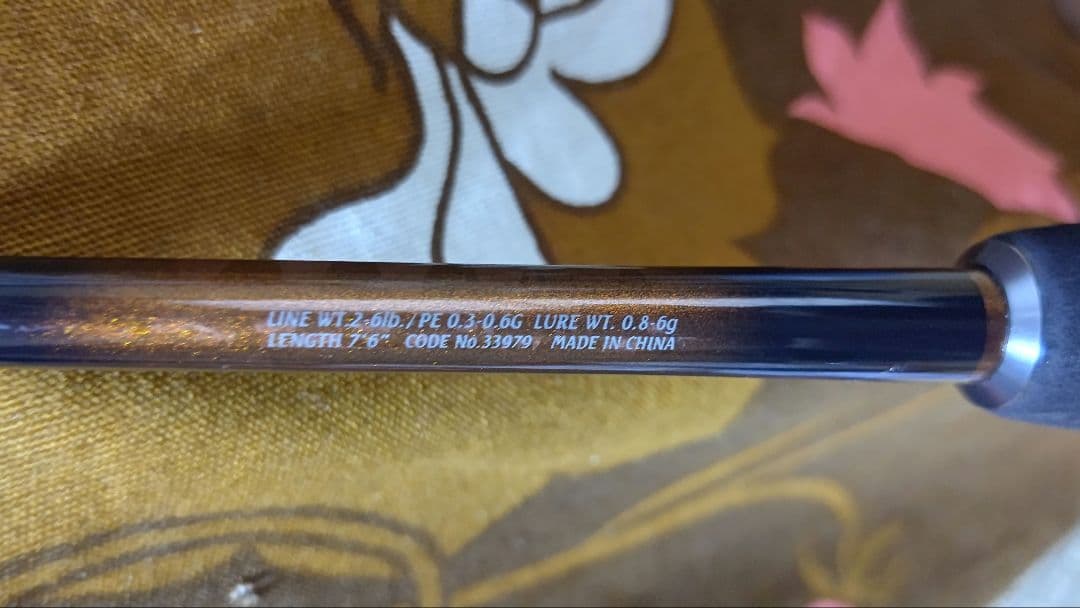 LINE WT.2-6lb./PE 0.3-0.6G LURE WT. 0.8-6g
LENGTH 7'6" CODE No.33979 MADE IN CHINA